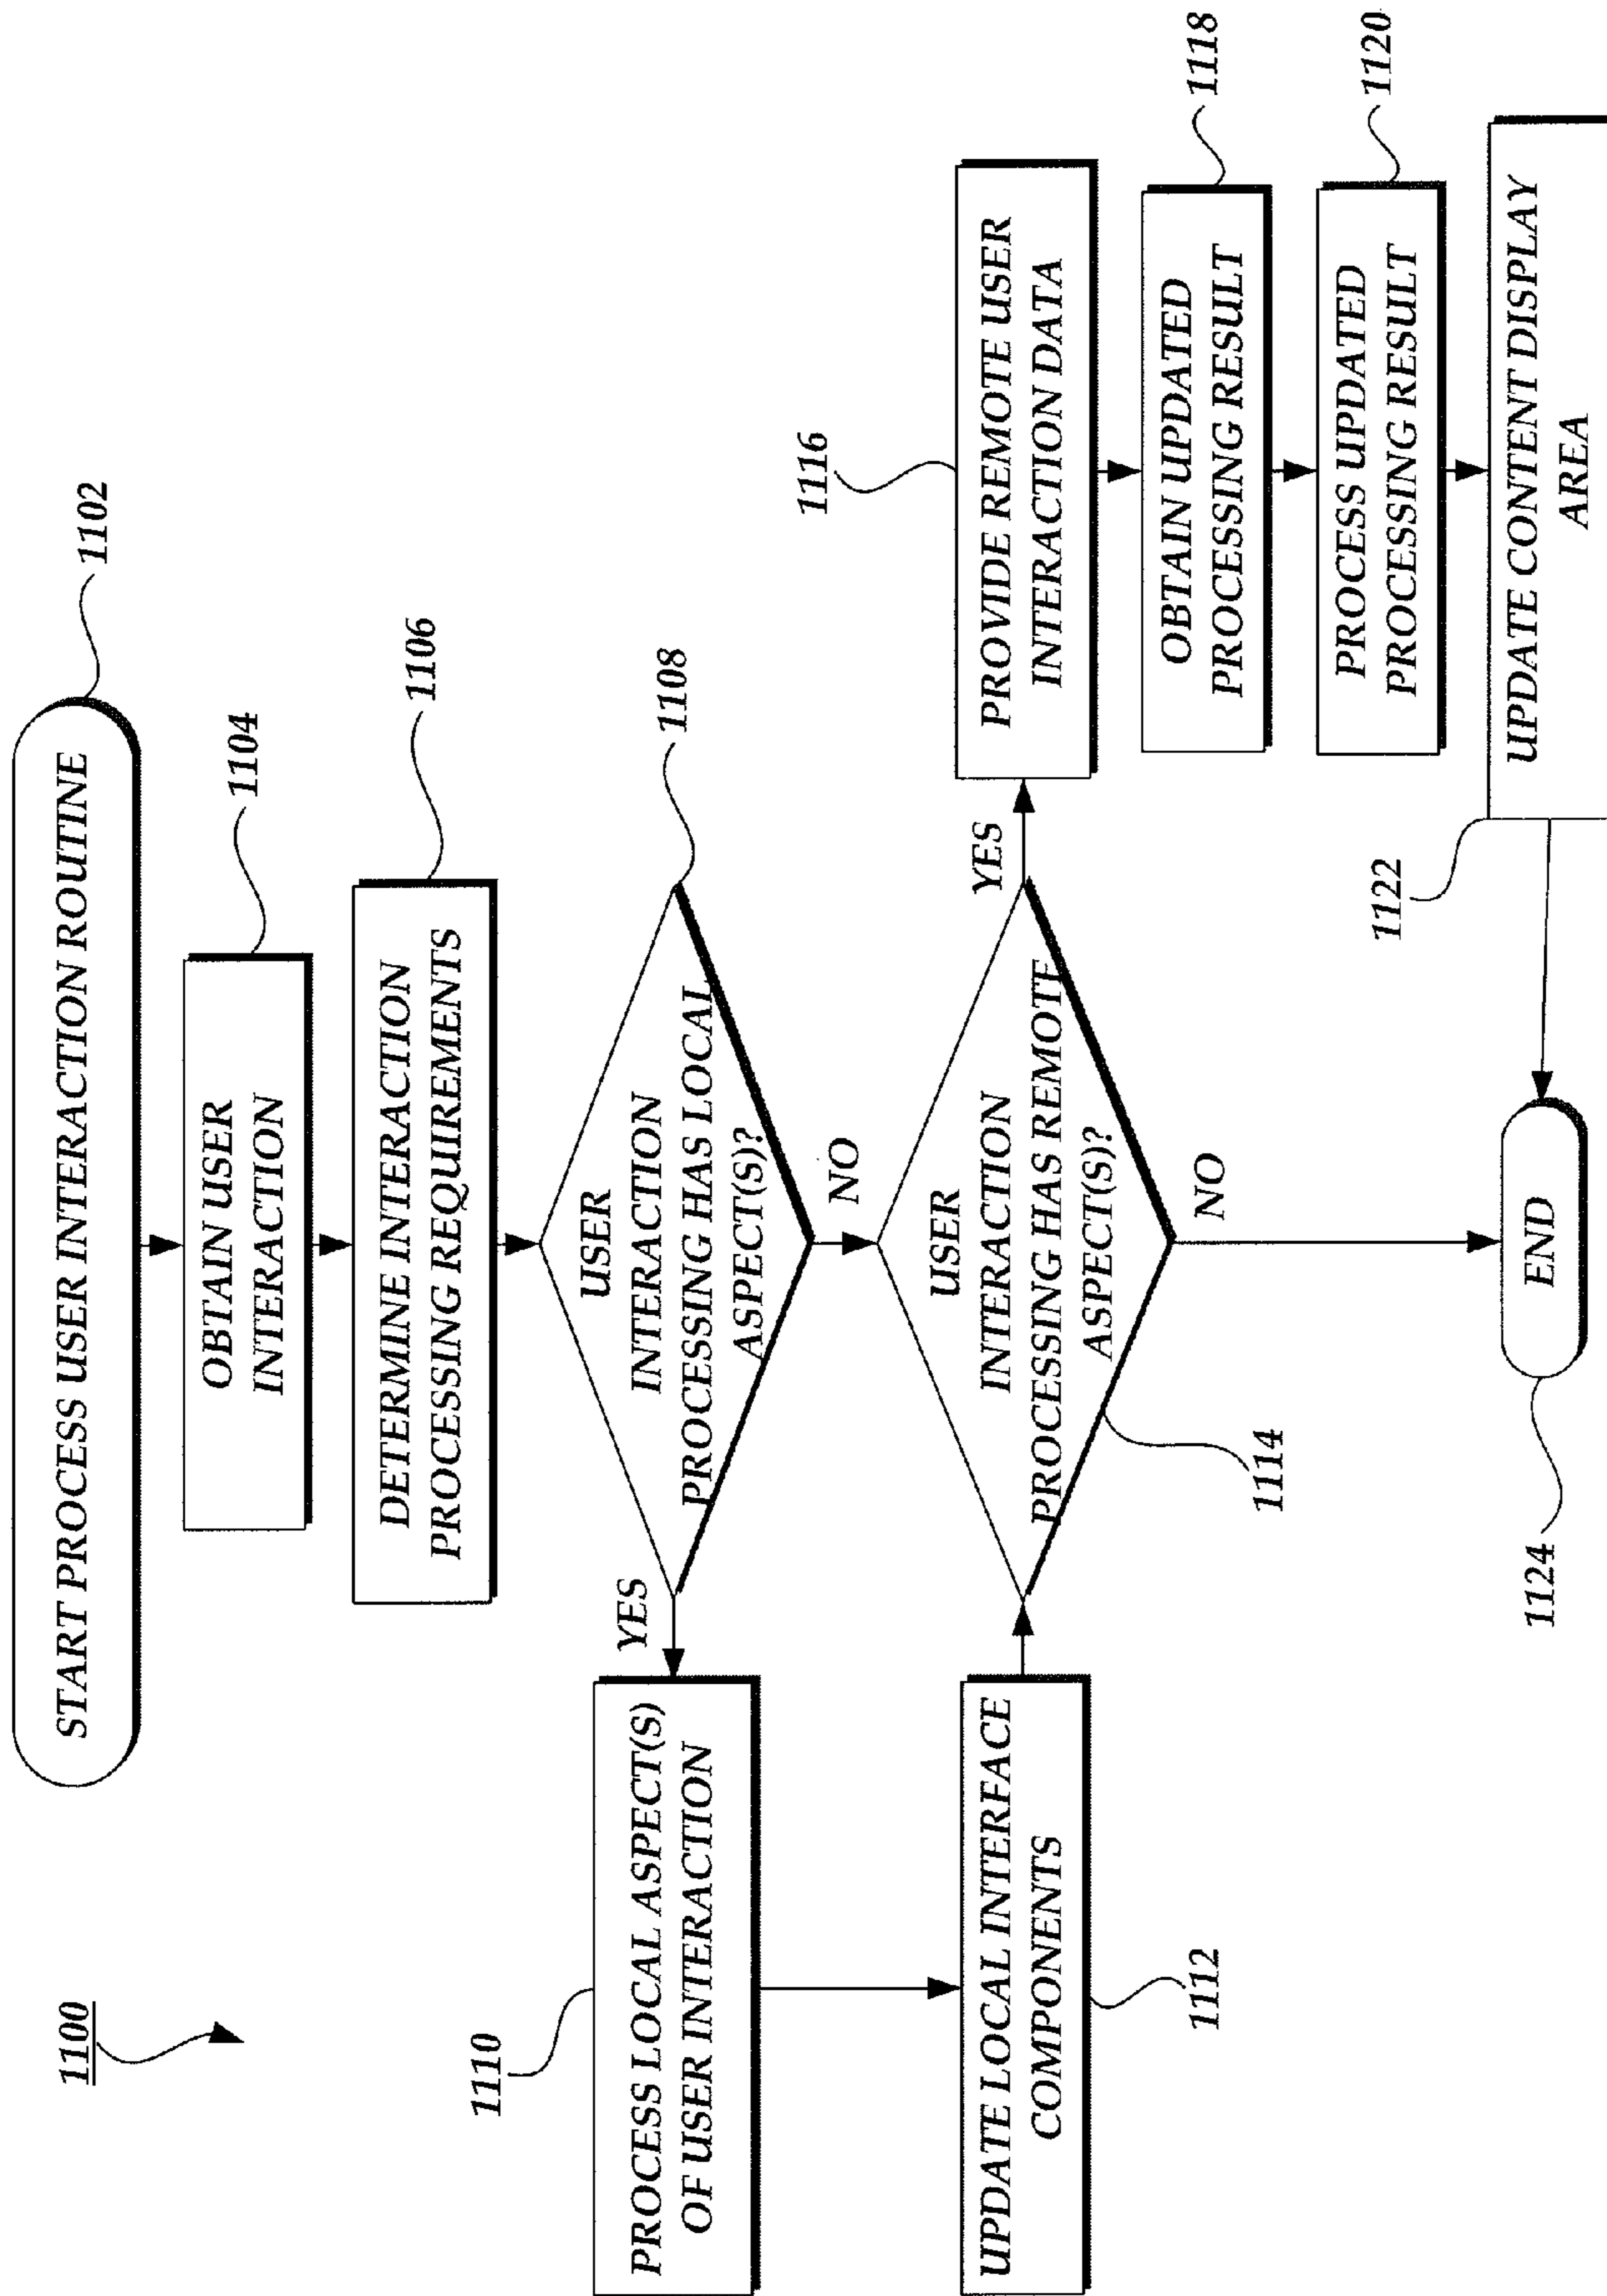 1100
START PROCESS USER INTERACTION ROUTINE
1102
OBTAIN USER
INTERACTION
1104
DETERMINE INTERACTION
PROCESSING REQUIREMENTS
1106
USER
INTERACTION
PROCESSING HAS LOCAL
ASPECT(S)?
1108
YES
NO
1110
PROCESS LOCAL ASPECT(S)
OF USER INTERACTION
UPDATE LOCAL INTERFACE
COMPONENTS
1112
USER
INTERACTION
PROCESSING HAS REMOTE
ASPECT(S)?
1114
YES
NO
1116
PROVIDE REMOTE USER
INTERACTION DATA
OBTAIN UPDATED
PROCESSING RESULT
1118
PROCESS UPDATED
PROCESSING RESULT
1120
UPDATE CONTENT DISPLAY
AREA
1122
END
1124